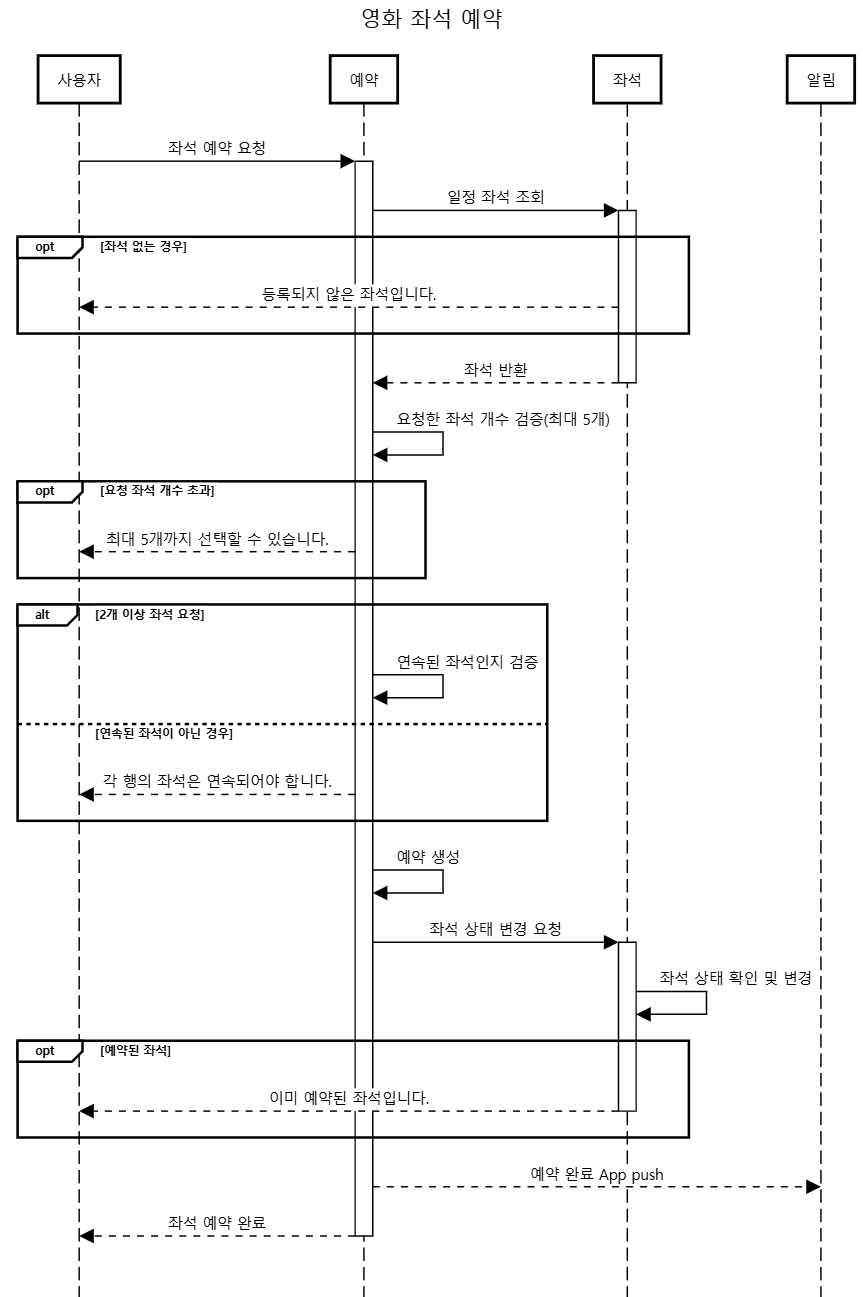 영화 좌석 예약
사용자
예약
좌석
알림
좌석 예약 요청
일정 좌석 조회
opt
[좌석 없는 경우]
등록되지 않은 좌석입니다.
좌석 반환
요청한 좌석 개수 검증(최대 5개)
opt
[요청 좌석 개수 초과]
최대 5개까지 선택할 수 있습니다.
alt
[2개 이상 좌석 요청]
연속된 좌석인지 검증
[연속된 좌석이 아닌 경우]
각 행의 좌석은 연속되어야 합니다.
예약 생성
좌석 상태 변경 요청
좌석 상태 확인 및 변경
opt
[예약된 좌석]
이미 예약된 좌석입니다.
예약 완료 App push
좌석 예약 완료